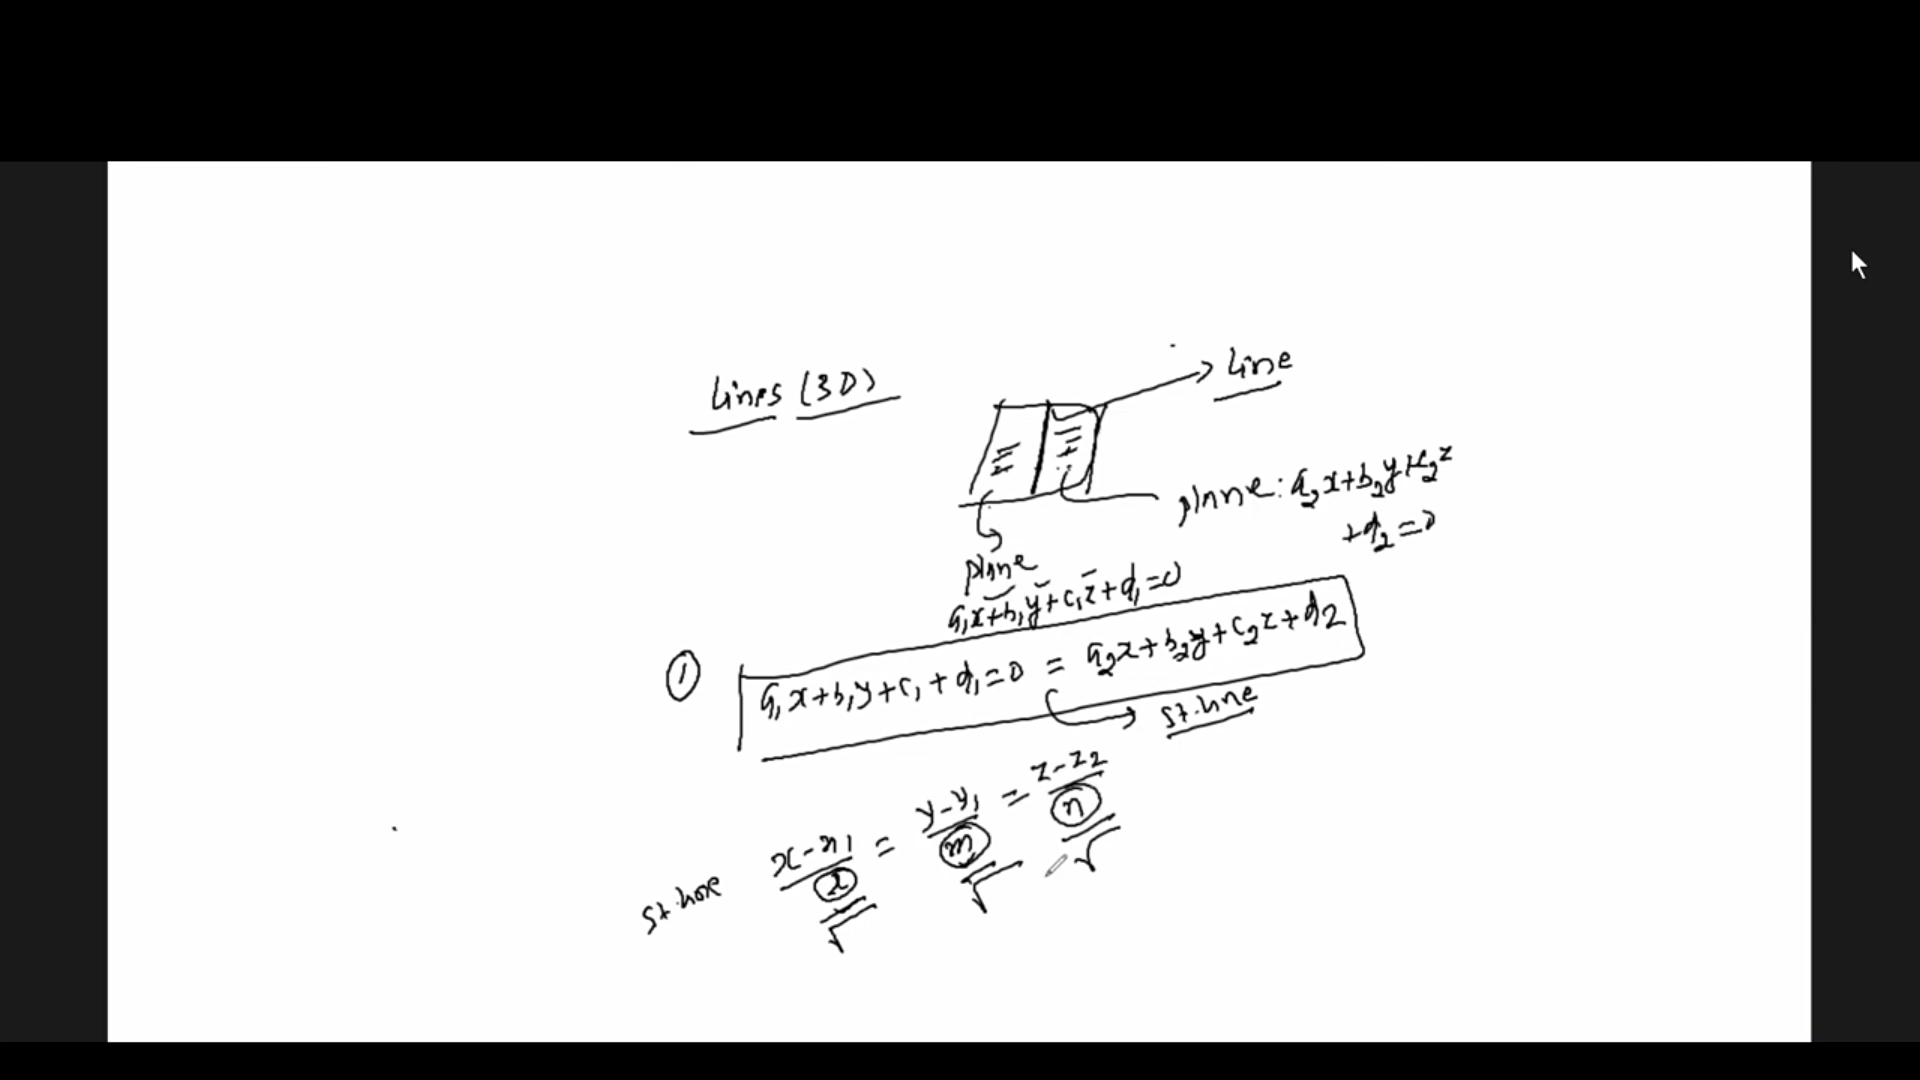 Lines (3D)
Line
plane: a₂x+b₂y+c₂z
+d₂=0
plane
a₁x+b₁y+c₁z+d₁=0
① a₁x+b₁y+c₁+d₁=0 = a₂x+b₂y+c₂z+d₂
st.line
st.line (x-x₁)/l = (y-y₁)/m = (z-z₂)/n